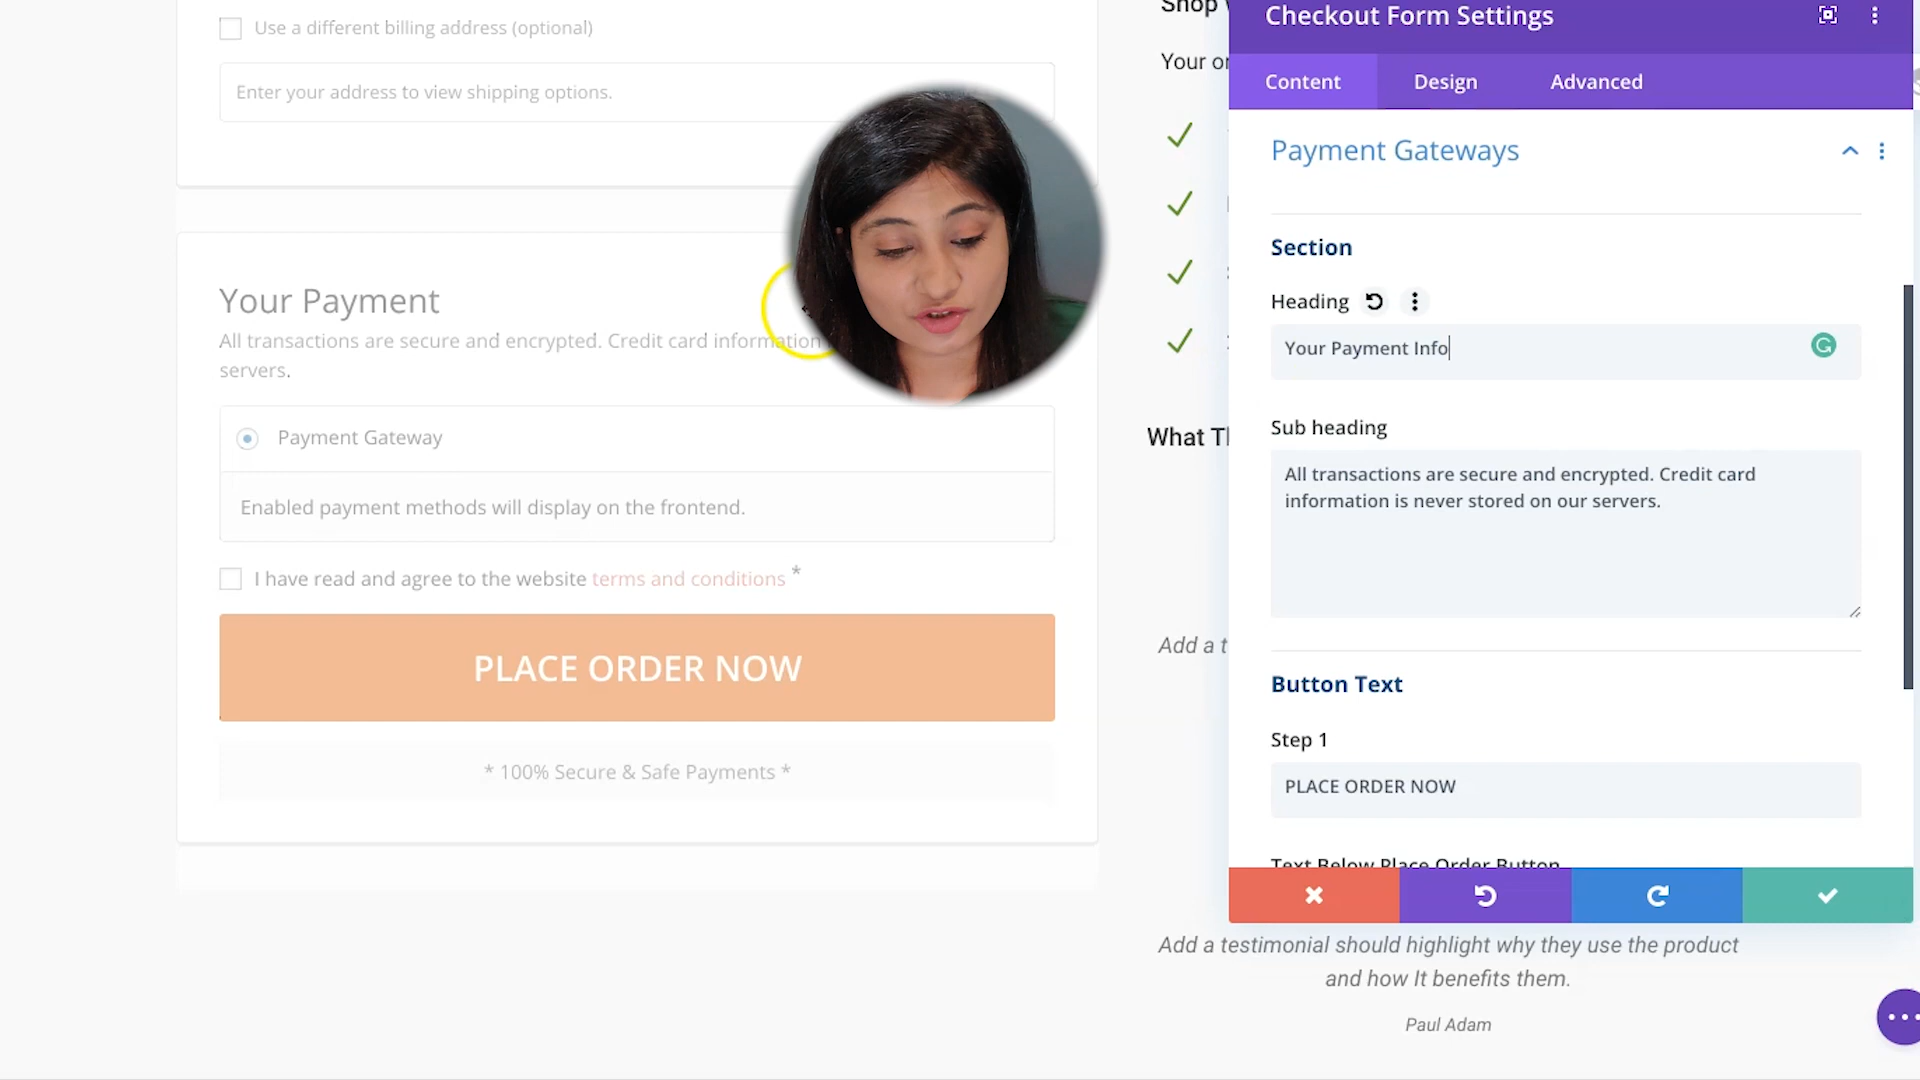 Use a different billing address (optional)
Enter your address to view shipping options.
Your Payment
All transactions are secure and encrypted. Credit card information
servers.
Payment Gateway
Enabled payment methods will display on the frontend.
I have read and agree to the website terms and conditions *
PLACE ORDER NOW
* 100% Secure & Safe Payments *
Shop
Your
What
Add a
Add a testimonial should highlight why they use the product
and how It benefits them.
Paul Adam
Checkout Form Settings
Content
Design
Advanced
Payment Gateways
Section
Heading
Your Payment Info
Sub heading
All transactions are secure and encrypted. Credit card
information is never stored on our servers.
Button Text
Step 1
PLACE ORDER NOW
Text Below Place Order Button